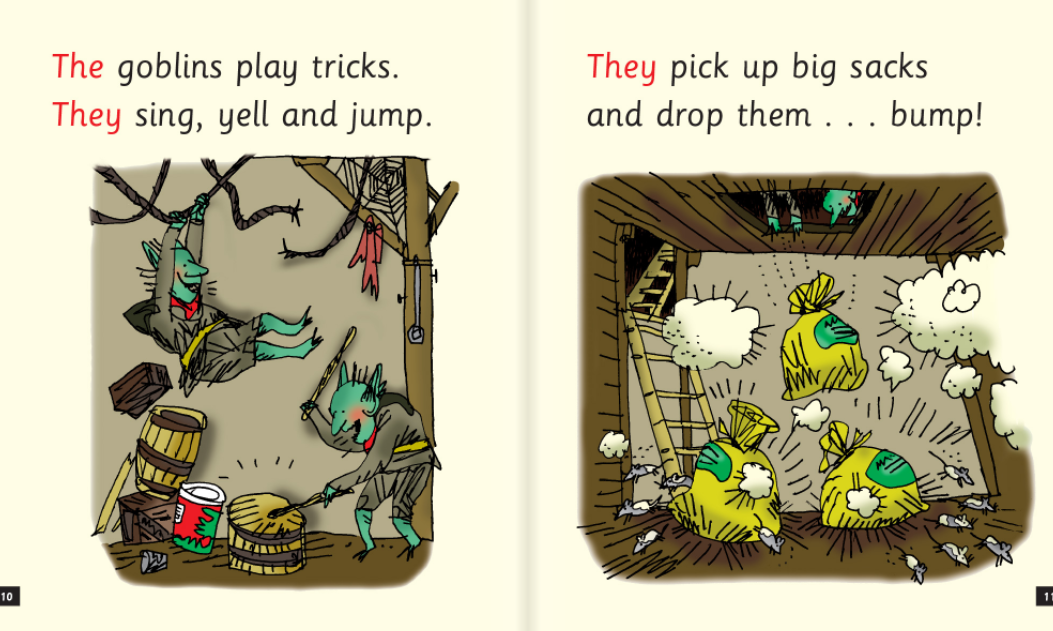 The goblins play tricks.
They sing, yell and jump.
10
They pick up big sacks
and drop them . . . bump!
11